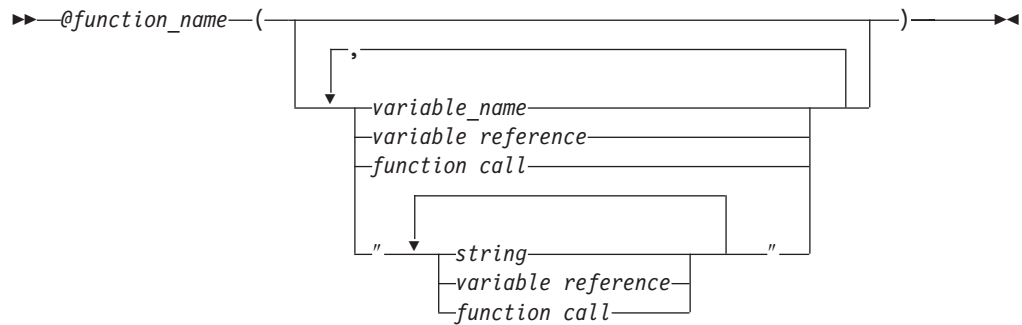 @function_name ( )
,
variable_name
variable reference
function call
" string "
variable reference
function call